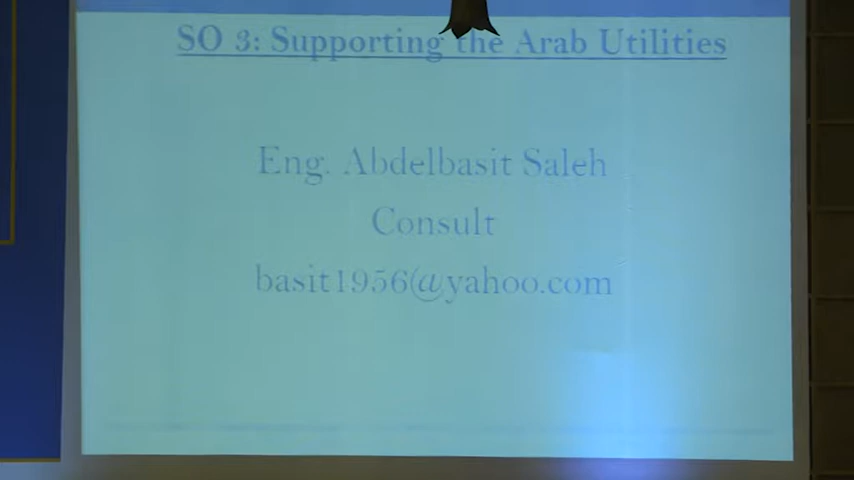 SO 3: Supporting the Arab Utilities
Eng. Abdelbasit Saleh
Consult
basit1956@yahoo.com